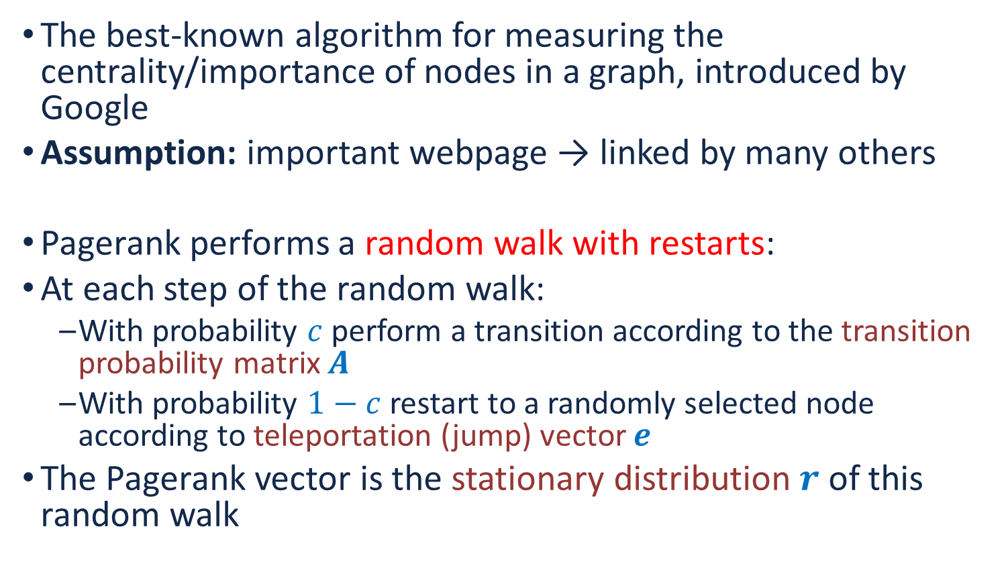 • The best-known algorithm for measuring the
centrality/importance of nodes in a graph, introduced by
Google
• Assumption: important webpage → linked by many others
• Pagerank performs a random walk with restarts:
• At each step of the random walk:
–With probability 𝑐 perform a transition according to the transition
probability matrix 𝑨
–With probability 1 − 𝑐 restart to a randomly selected node
according to teleportation (jump) vector 𝒆
• The Pagerank vector is the stationary distribution 𝒓 of this
random walk